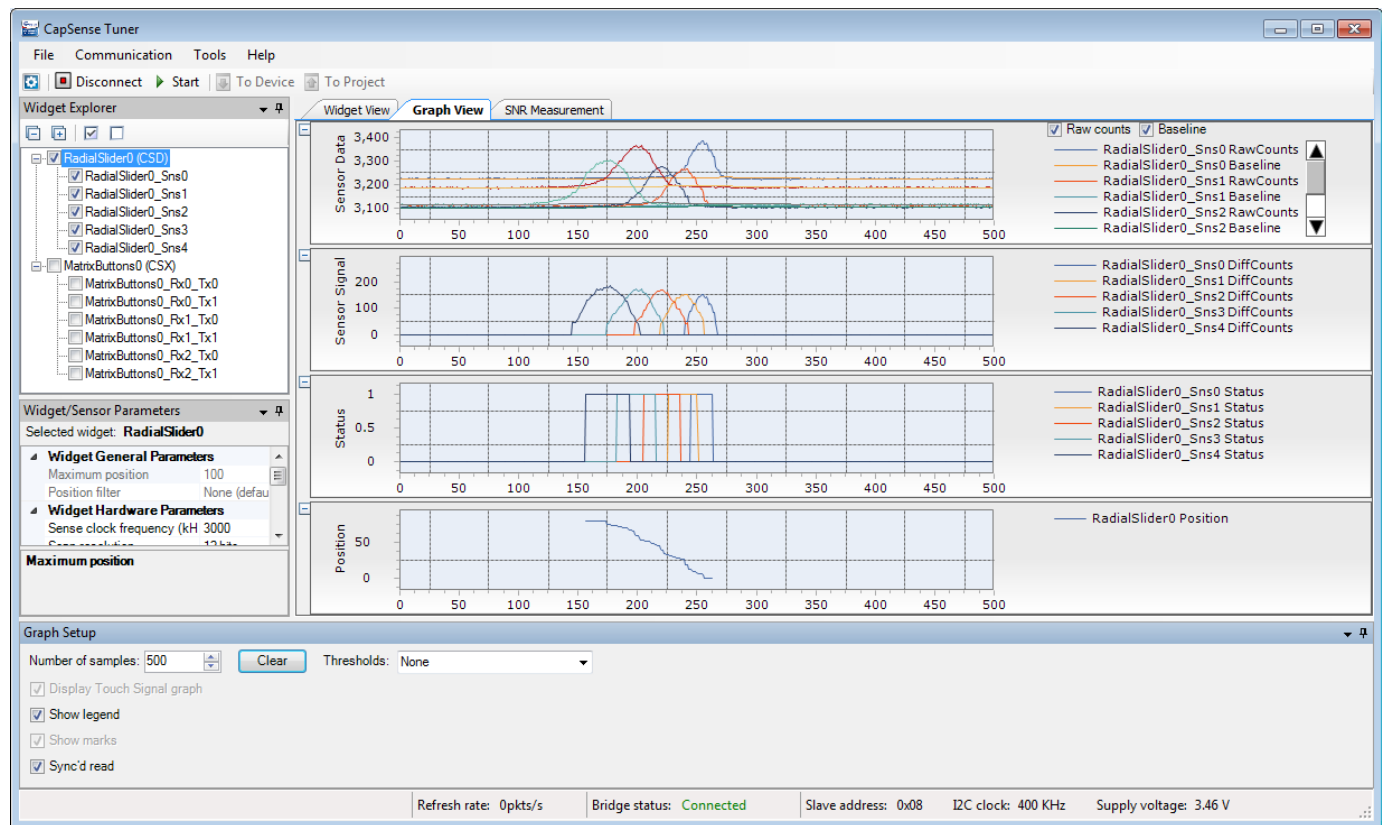 CapSense Tuner
File Communication Tools Help
Disconnect Start To Device To Project
Widget Explorer
RadialSlider0 (CSD)
RadialSlider0_Sns0
RadialSlider0_Sns1
RadialSlider0_Sns2
RadialSlider0_Sns3
RadialSlider0_Sns4
MatrixButtons0 (CSX)
MatrixButtons0_Rx0_Tx0
MatrixButtons0_Rx0_Tx1
MatrixButtons0_Rx1_Tx0
MatrixButtons0_Rx1_Tx1
MatrixButtons0_Rx2_Tx0
MatrixButtons0_Rx2_Tx1
Widget/Sensor Parameters
Selected widget: RadialSlider0
Widget General Parameters
Maximum position 100
Position filter None (defau
Widget Hardware Parameters
Sense clock frequency (kH 3000
Scan resolution 12 bits
Maximum position
Widget View Graph View SNR Measurement
Sensor Data
3,400
3,300
3,200
3,100
0 50 100 150 200 250 300 350 400 450 500
Raw counts Baseline
RadialSlider0_Sns0 RawCounts
RadialSlider0_Sns0 Baseline
RadialSlider0_Sns1 RawCounts
RadialSlider0_Sns1 Baseline
RadialSlider0_Sns2 RawCounts
RadialSlider0_Sns2 Baseline
Sensor Signal
200
100
0
0 50 100 150 200 250 300 350 400 450 500
RadialSlider0_Sns0 DiffCounts
RadialSlider0_Sns1 DiffCounts
RadialSlider0_Sns2 DiffCounts
RadialSlider0_Sns3 DiffCounts
RadialSlider0_Sns4 DiffCounts
Status
1
0.5
0
0 50 100 150 200 250 300 350 400 450 500
RadialSlider0_Sns0 Status
RadialSlider0_Sns1 Status
RadialSlider0_Sns2 Status
RadialSlider0_Sns3 Status
RadialSlider0_Sns4 Status
Position
50
0
0 50 100 150 200 250 300 350 400 450 500
RadialSlider0 Position
Graph Setup
Number of samples: 500 Clear Thresholds: None
Display Touch Signal graph
Show legend
Show marks
Sync'd read
Refresh rate: 0pkts/s Bridge status: Connected Slave address: 0x08 I2C clock: 400 KHz Supply voltage: 3.46 V